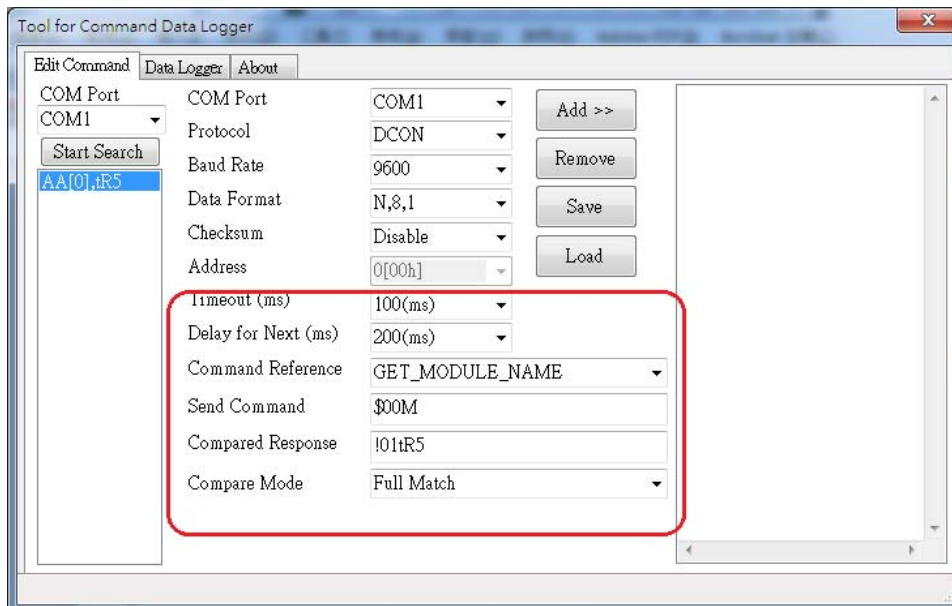 Tool for Command Data Logger
Edit Command
Data Logger
About
COM Port
COM1
Start Search
AA[0],tR5
COM Port
COM1
Protocol
DCON
Baud Rate
9600
Data Format
N,8,1
Checksum
Disable
Address
0[00h]
Timeout (ms)
100(ms)
Delay for Next (ms)
200(ms)
Command Reference
GET_MODULE_NAME
Send Command
$00M
Compared Response
!01tR5
Compare Mode
Full Match
Add >>
Remove
Save
Load